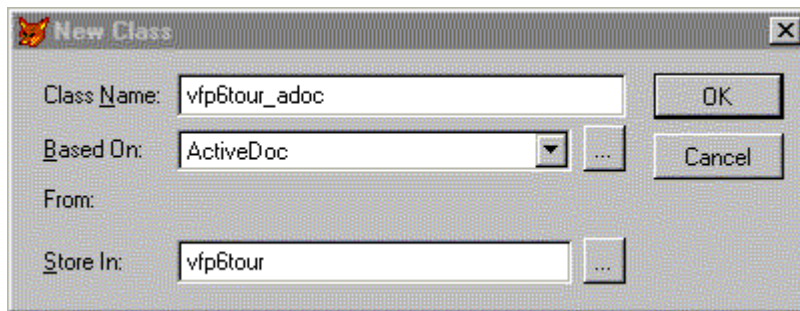 New Class
Class Name: vfp6tour_adoc OK
Based On: ActiveDoc ... Cancel
From:
Store In: vfp6tour ...